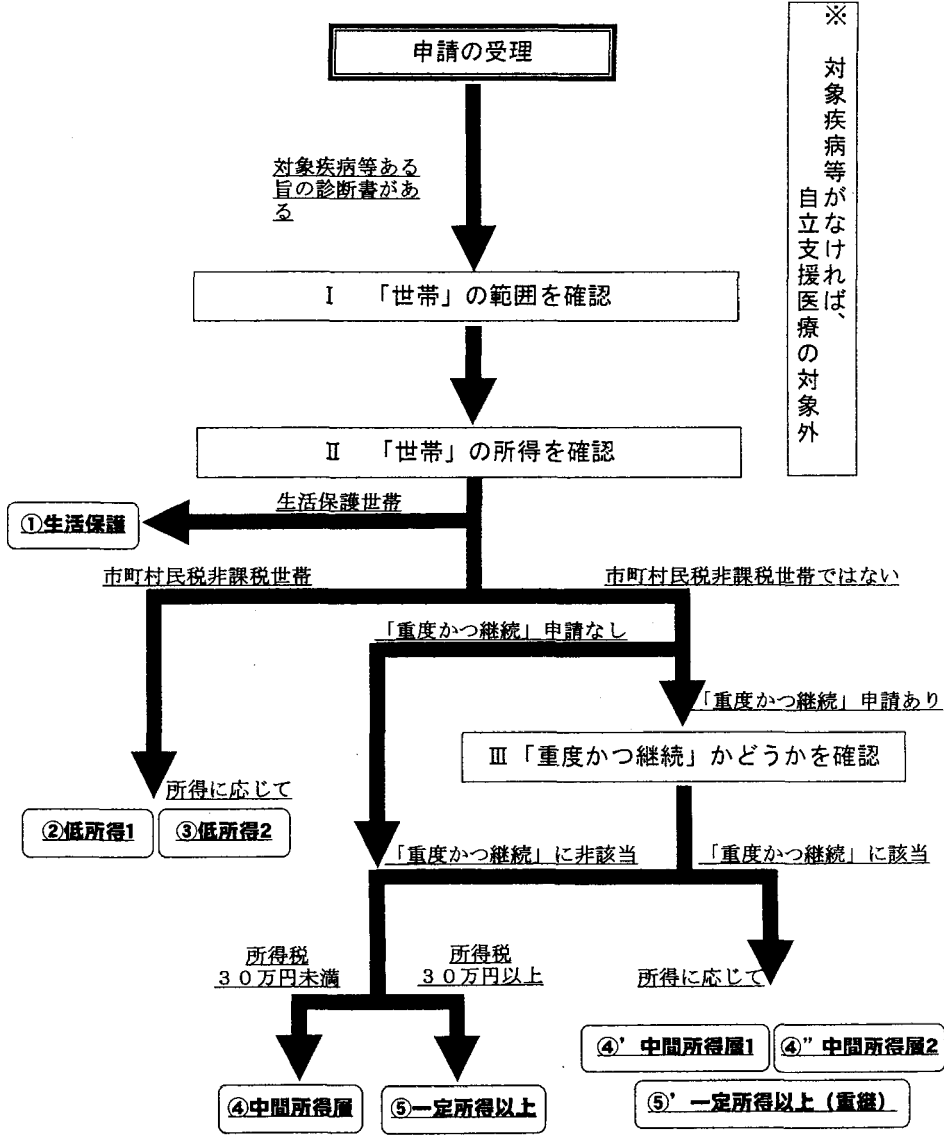 申請の受理
※　対象疾病等がなければ、
自立支援医療の対象外
対象疾病等ある
旨の診断書があ
る
Ⅰ　「世帯」の範囲を確認
Ⅱ　「世帯」の所得を確認
生活保護世帯
①生活保護
市町村民税非課税世帯
市町村民税非課税世帯ではない
「重度かつ継続」申請なし
「重度かつ継続」申請あり
Ⅲ「重度かつ継続」かどうかを確認
所得に応じて
②低所得1
③低所得2
「重度かつ継続」に非該当
「重度かつ継続」に該当
所得税
３０万円未満
所得税
３０万円以上
所得に応じて
④’ 中間所得層1
④” 中間所得層2
④中間所得層
⑤一定所得以上
⑤’ 一定所得以上（重継）